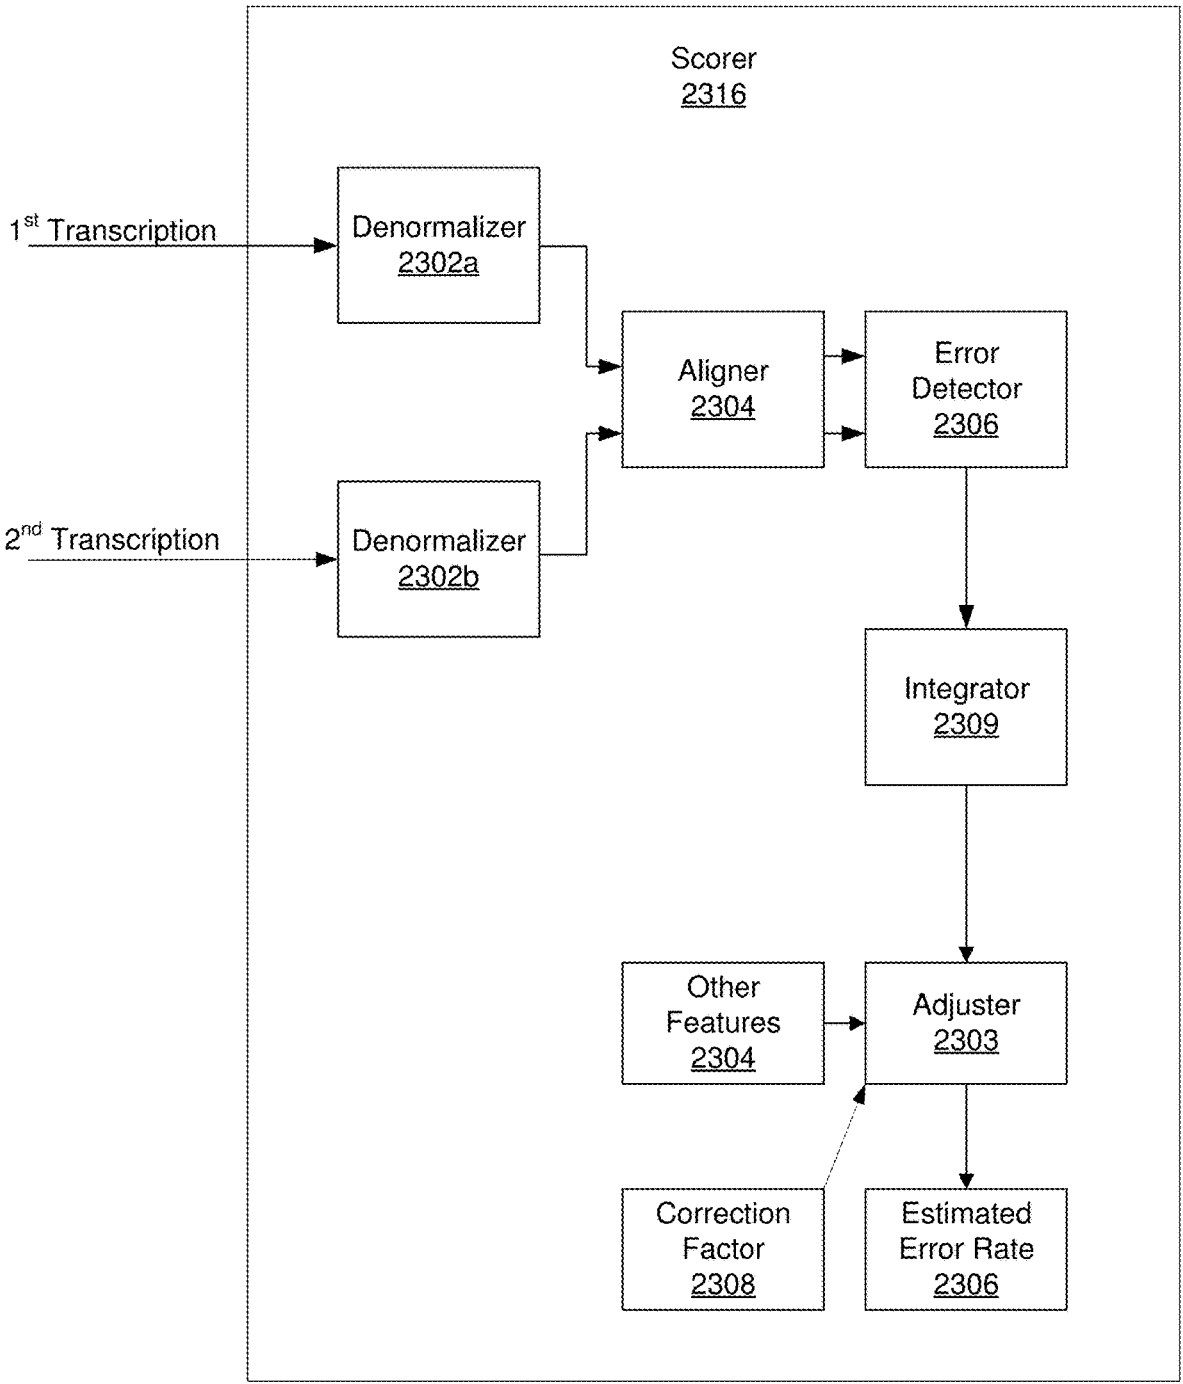 Scorer
2316
1st Transcription
Denormalizer
2302a
Aligner
2304
Error
Detector
2306
2nd Transcription
Denormalizer
2302b
Integrator
2309
Other
Features
2304
Adjuster
2303
Correction
Factor
2308
Estimated
Error Rate
2306